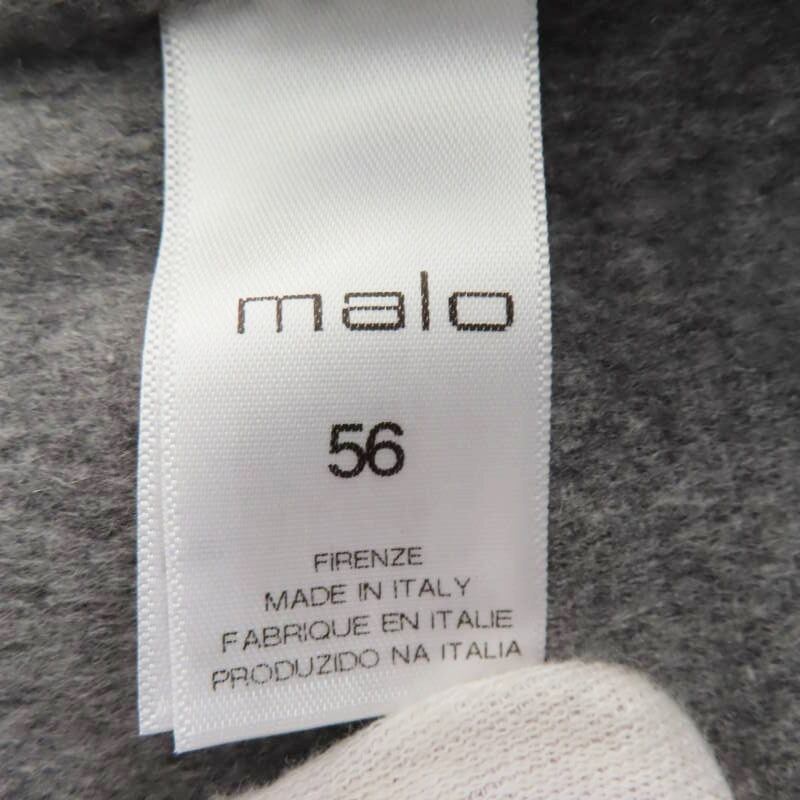 malo
56
FIRENZE
MADE IN ITALY
FABRIQUE EN ITALIE
PRODUZIDO NA ITALIA